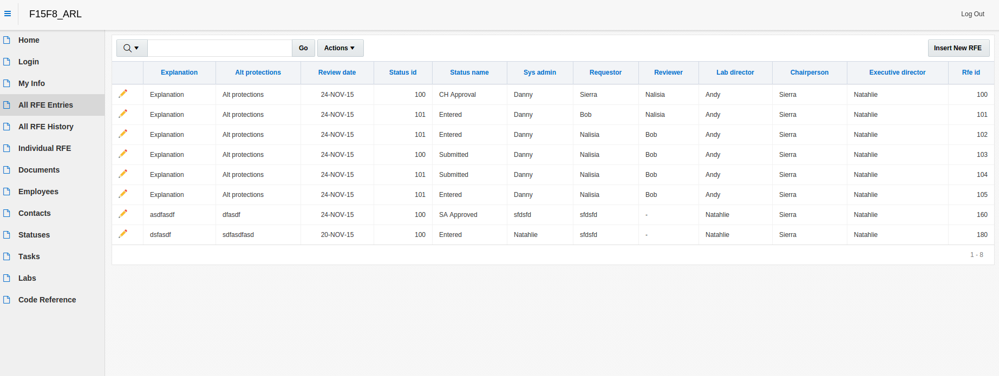 F15F8_ARL
Log Out
Home
Login
My Info
All RFE Entries
All RFE History
Individual RFE
Documents
Employees
Contacts
Statuses
Tasks
Labs
Code Reference
Go
Actions
Insert New RFE
Explanation Alt protections Review date Status id Status name Sys admin Requestor Reviewer Lab director Chairperson Executive director Rfe id
Explanation Alt protections 24-NOV-15 100 CH Approval Danny Sierra Nalisia Andy Sierra Natahlie 100
Explanation Alt protections 24-NOV-15 101 Entered Danny Bob Nalisia Andy Sierra Natahlie 101
Explanation Alt protections 24-NOV-15 101 Entered Danny Nalisia Bob Andy Sierra Natahlie 102
Explanation Alt protections 24-NOV-15 100 Submitted Danny Nalisia Bob Andy Sierra Natahlie 103
Explanation Alt protections 24-NOV-15 101 Submitted Danny Nalisia Bob Andy Sierra Natahlie 104
Explanation Alt protections 24-NOV-15 101 Entered Danny Nalisia Bob Andy Sierra Natahlie 105
asdfasdf dfasdf 24-NOV-15 100 SA Approved sfdsfd sfdsfd - Natahlie Sierra Natahlie 160
dsfasdf sdfasdfasd 20-NOV-15 100 Entered Natahlie sfdsfd - Natahlie Sierra Natahlie 180
1 - 8